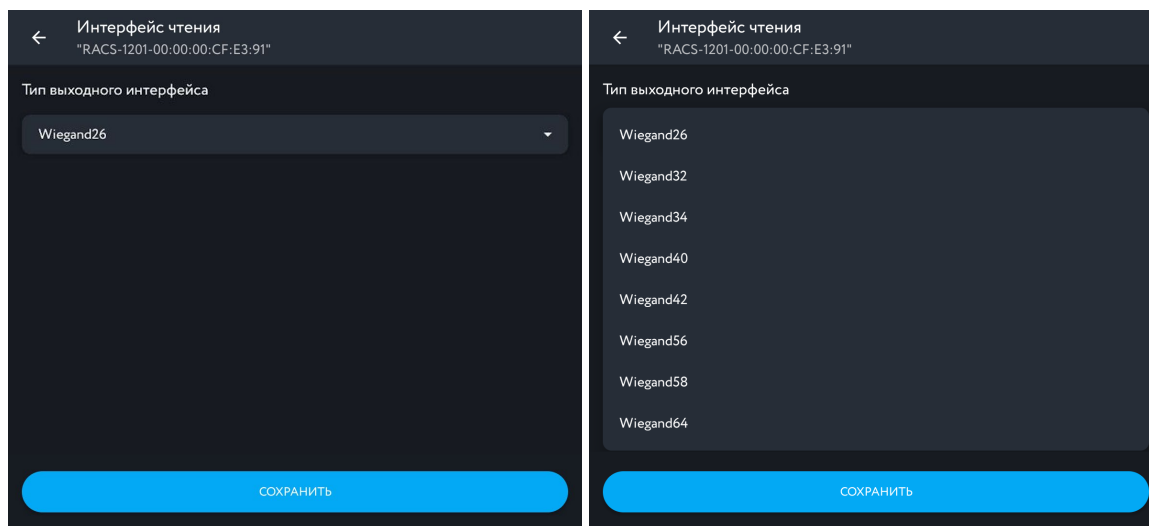 Интерфейс чтения
"RACS-1201-00:00:00:CF:E3:91"
Тип выходного интерфейса
Wiegand26
СОХРАНИТЬ
Интерфейс чтения
"RACS-1201-00:00:00:CF:E3:91"
Тип выходного интерфейса
Wiegand26
Wiegand32
Wiegand34
Wiegand40
Wiegand42
Wiegand56
Wiegand58
Wiegand64
СОХРАНИТЬ